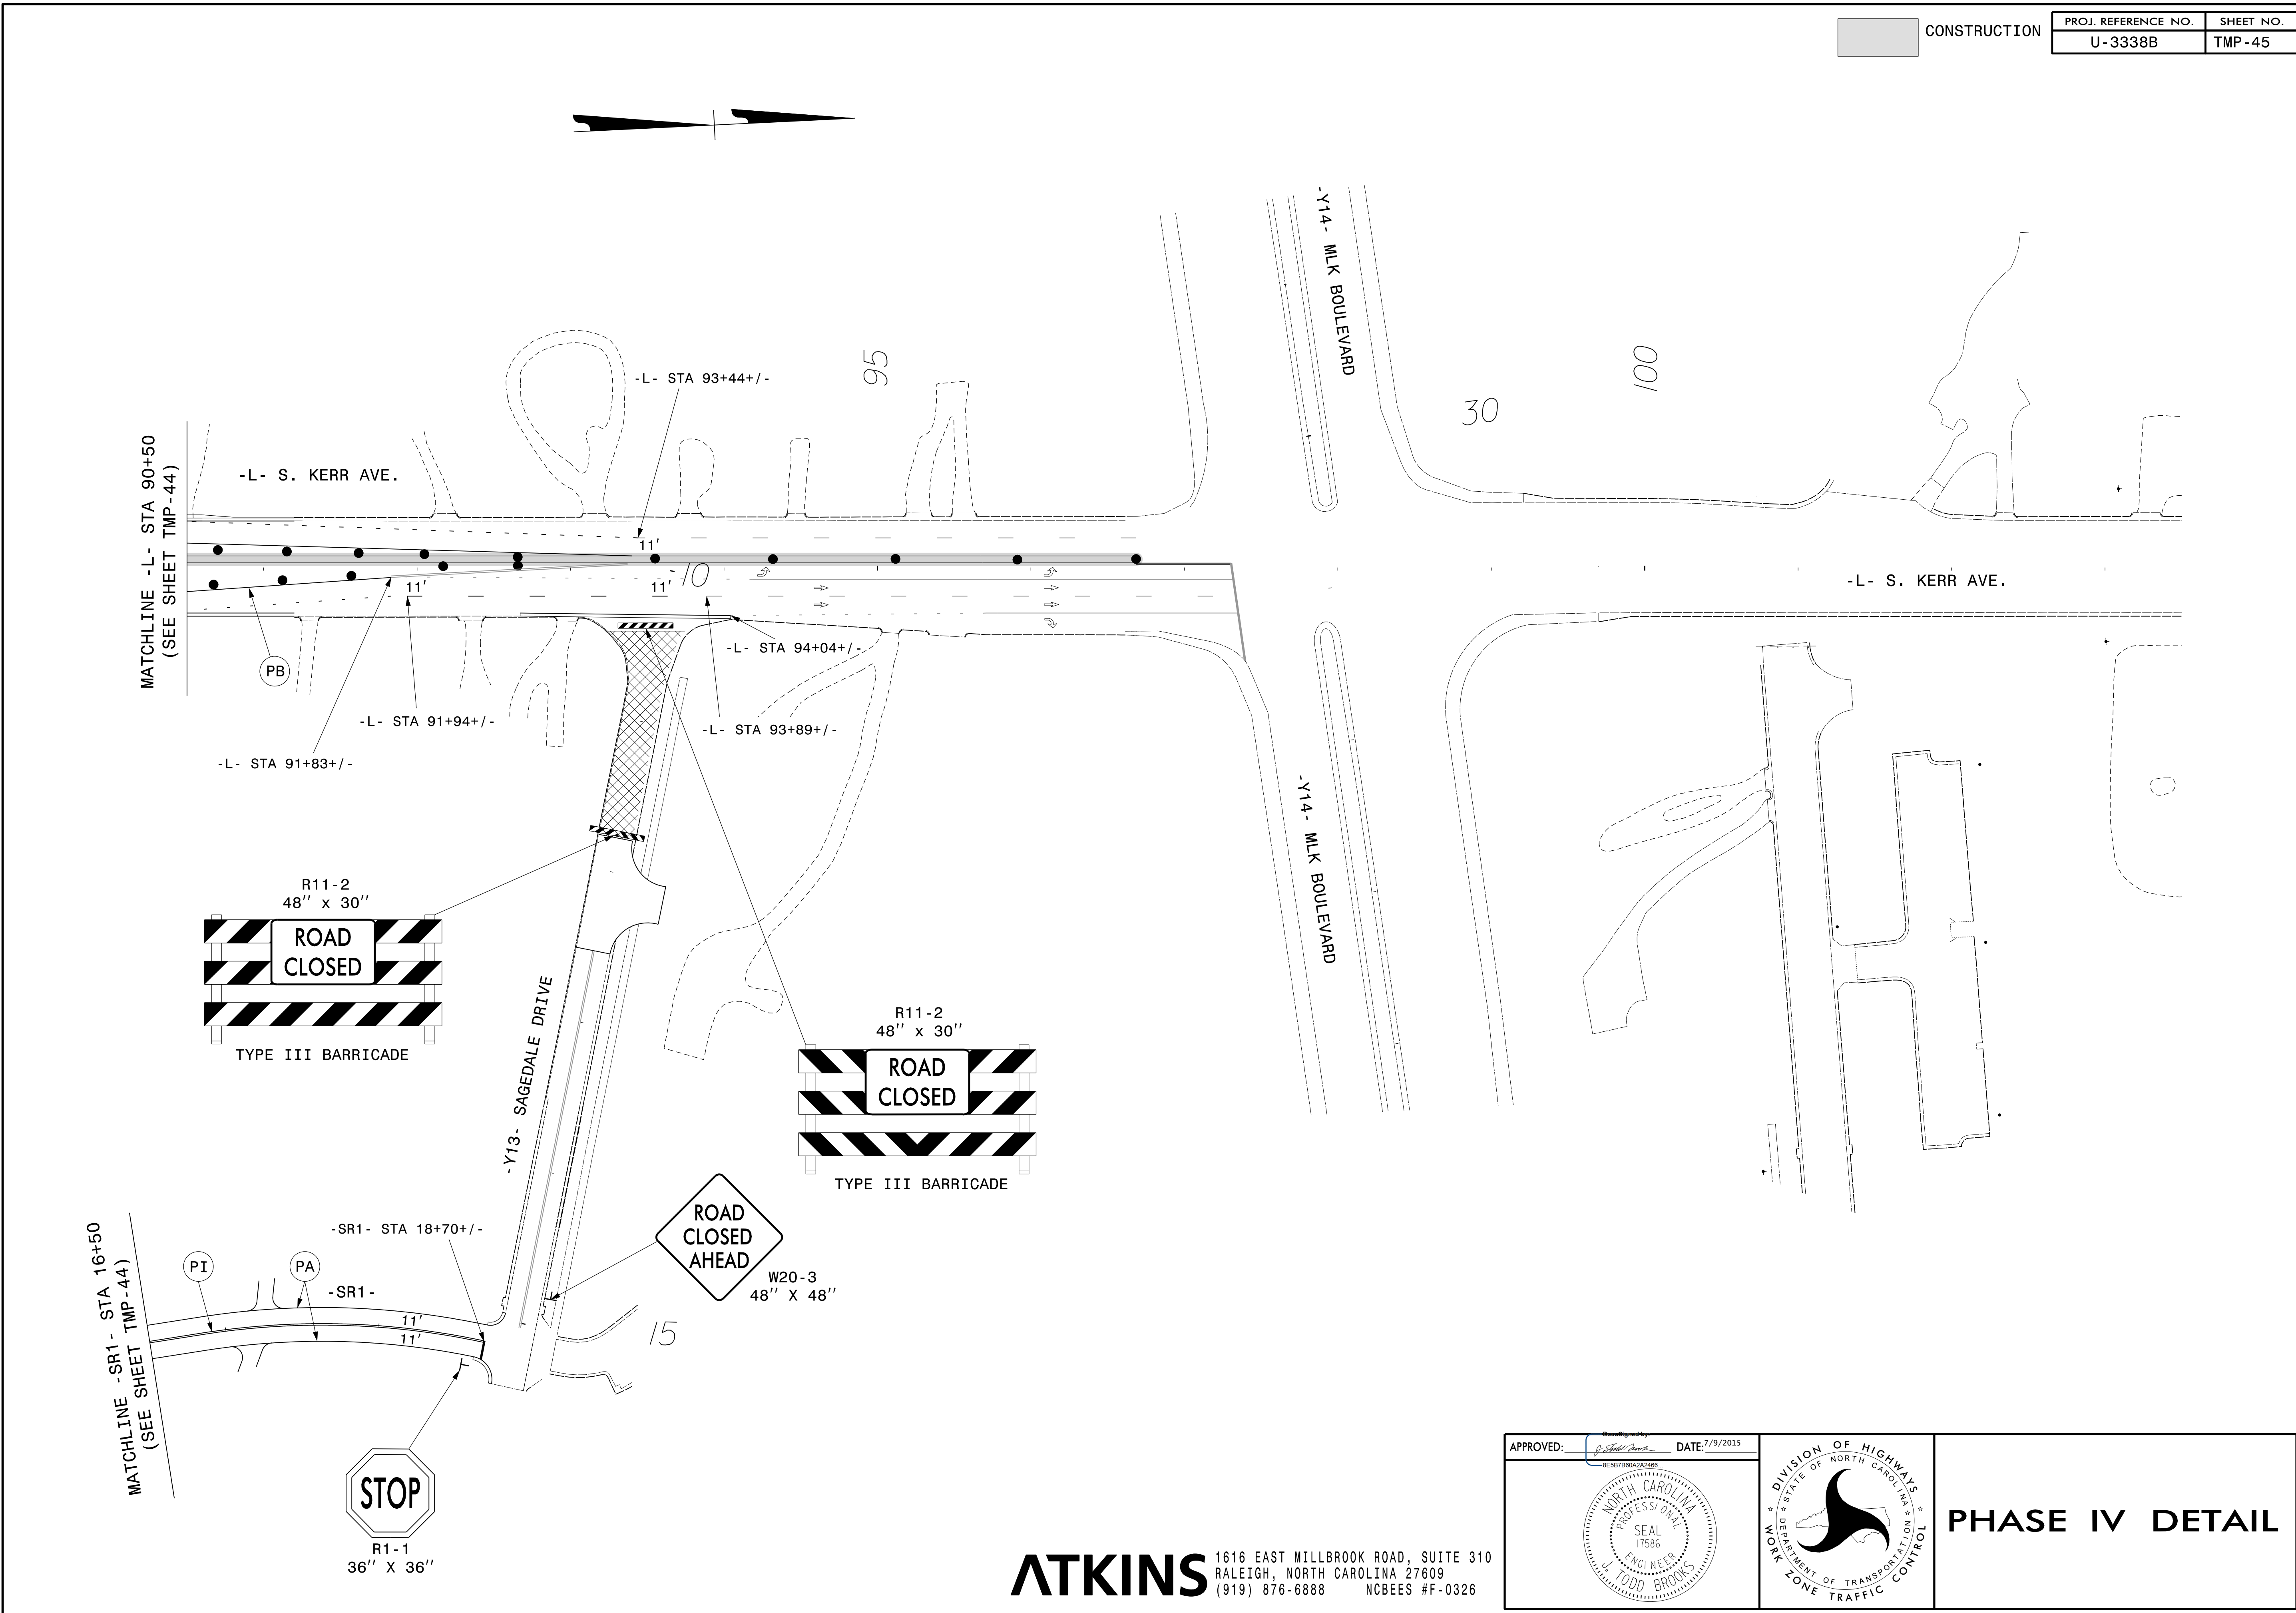 CONSTRUCTION
PROJ. REFERENCE NO.
SHEET NO.
U-3338B
TMP-45
-Y14- MLK BOULEVARD
-L- STA 93+44+/-
95
100
30
MATCHLINE -L- STA 90+50
(SEE SHEET TMP-44)
-L- S. KERR AVE.
11'
10
11'
11'
-L- S. KERR AVE.
PB
-L- STA 94+04+/-
-L- STA 91+94+/-
-L- STA 93+89+/-
-L- STA 91+83+/-
-Y14- MLK BOULEVARD
R11-2
48'' x 30''
ROAD
CLOSED
TYPE III BARRICADE
-Y13- SAGEDALE DRIVE
R11-2
48'' x 30''
ROAD
CLOSED
TYPE III BARRICADE
ROAD
CLOSED
AHEAD
W20-3
48'' X 48''
MATCHLINE -SR1- STA 16+50
(SEE SHEET TMP-44)
-SR1- STA 18+70+/-
PI
PA
-SR1-
11'
11'
15
STOP
R1-1
36'' X 36''
ATKINS
1616 EAST MILLBROOK ROAD, SUITE 310
RALEIGH, NORTH CAROLINA 27609
(919) 876-6888 NCBEES #F-0326
APPROVED:
DocuSigned by:
DATE: 7/9/2015
8E5B7B60A2A2466...
NORTH CAROLINA
PROFESSIONAL
SEAL
17586
ENGINEER
J. TODD BROOKS
DIVISION OF HIGHWAYS
STATE OF NORTH CAROLINA
DEPARTMENT OF TRANSPORTATION
WORK ZONE TRAFFIC CONTROL
PHASE IV DETAIL